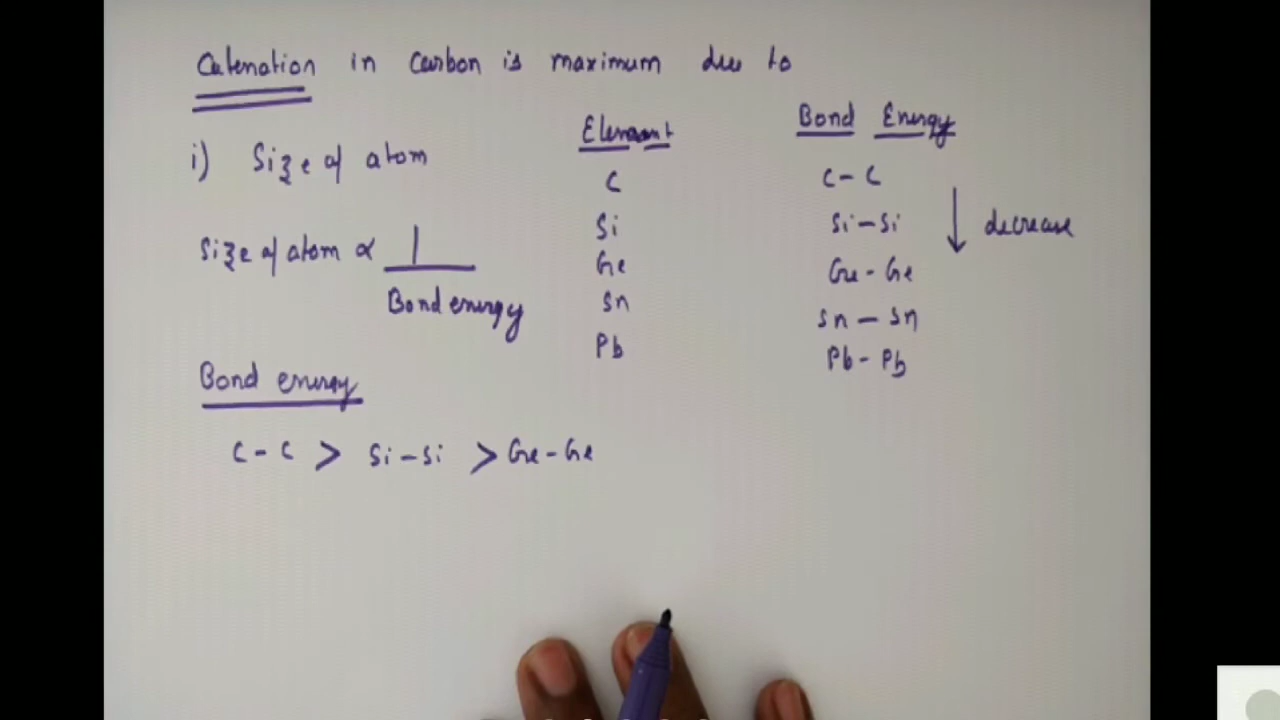 Catenation in Carbon is maximum due to
i) Size of atom
Size of atom ∝ 1
Bond energy
Bond energy
C - C > Si - Si > Ge - Ge
Element
C
Si
Ge
Sn
Pb
Bond Energy
C - C
Si - Si
Ge - Ge
Sn - Sn
Pb - Pb
↓ decrease